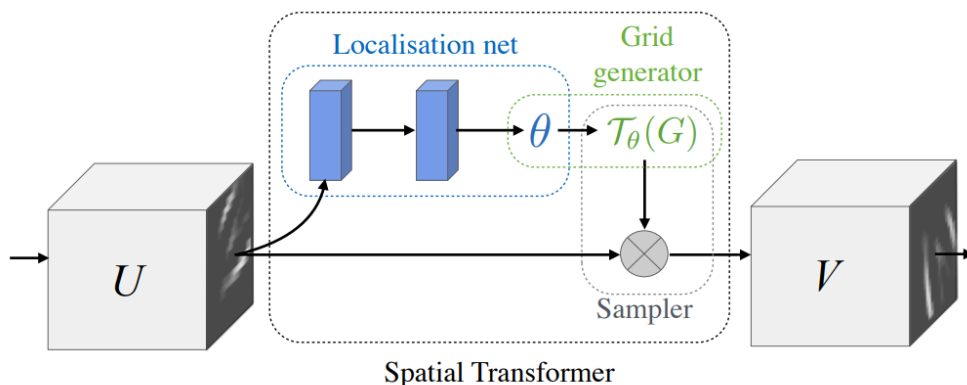 Localisation net
Grid
generator
θ
𝒯θ(G)
U
V
Sampler
Spatial Transformer